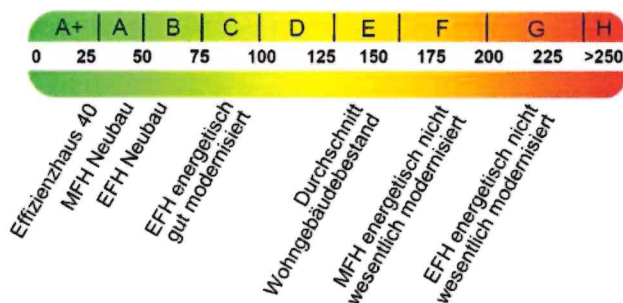 A+ A B C D E F G H
0 25 50 75 100 125 150 175 200 225 >250
Effizienzhaus 40
MFH Neubau
EFH Neubau
EFH energetisch
gut modernisiert
Durchschnitt
Wohngebäudebestand
MFH energetisch nicht
wesentlich modernisiert
EFH energetisch nicht
wesentlich modernisiert